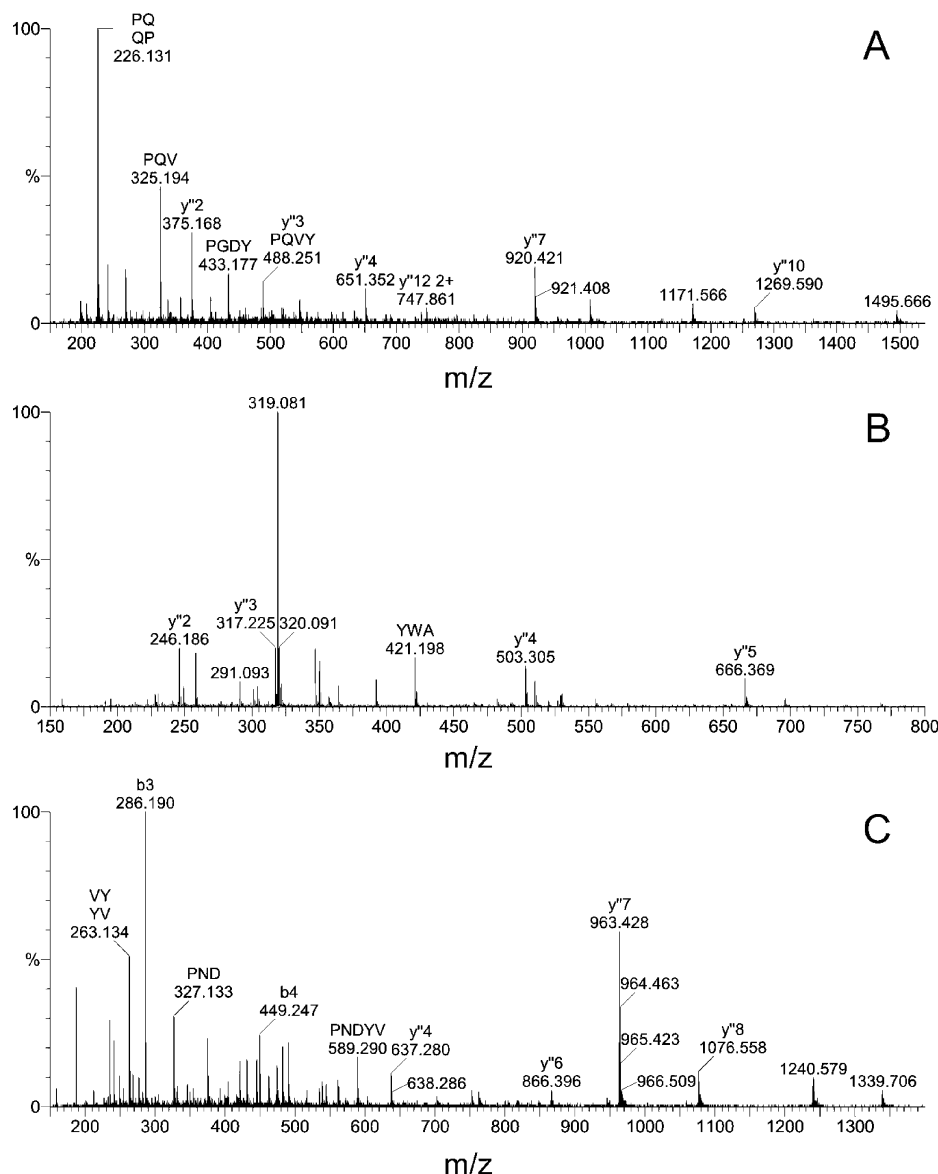 A
100
PQ
QP
226.131
%
PQV
325.194
y"2
375.168
PGDY
433.177
y"3
PQVY
488.251
y"4
651.352
y"12 2+
747.861
y"7
920.421
921.408
1171.566
y"10
1269.590
1495.666
0
200 300 400 500 600 700 800 900 1000 1100 1200 1300 1400 1500
m/z
B
319.081
100
%
y"2
246.186
291.093
y"3
317.225
320.091
YWA
421.198
y"4
503.305
y"5
666.369
0
150 200 250 300 350 400 450 500 550 600 650 700 750 800
m/z
C
b3
286.190
100
VY
YV
263.134
%
PND
327.133
b4
449.247
PNDYV
589.290
y"4
637.280
638.286
y"6
866.396
y"7
963.428
964.463
965.423
966.509
y"8
1076.558
1240.579
1339.706
0
200 300 400 500 600 700 800 900 1000 1100 1200 1300
m/z